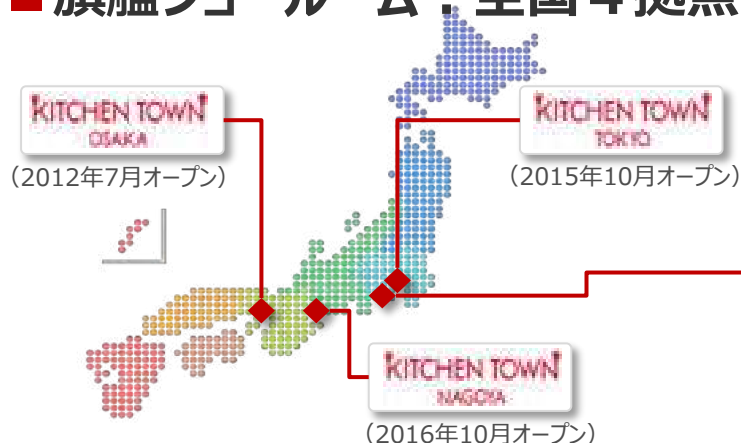 ■旗艦ショールーム：全国４拠点
KITCHEN TOWN
OSAKA
（2012年7月オープン）
KITCHEN TOWN
TOKYO
（2015年10月オープン）
KITCHEN TOWN
NAGOYA
（2016年10月オープン）